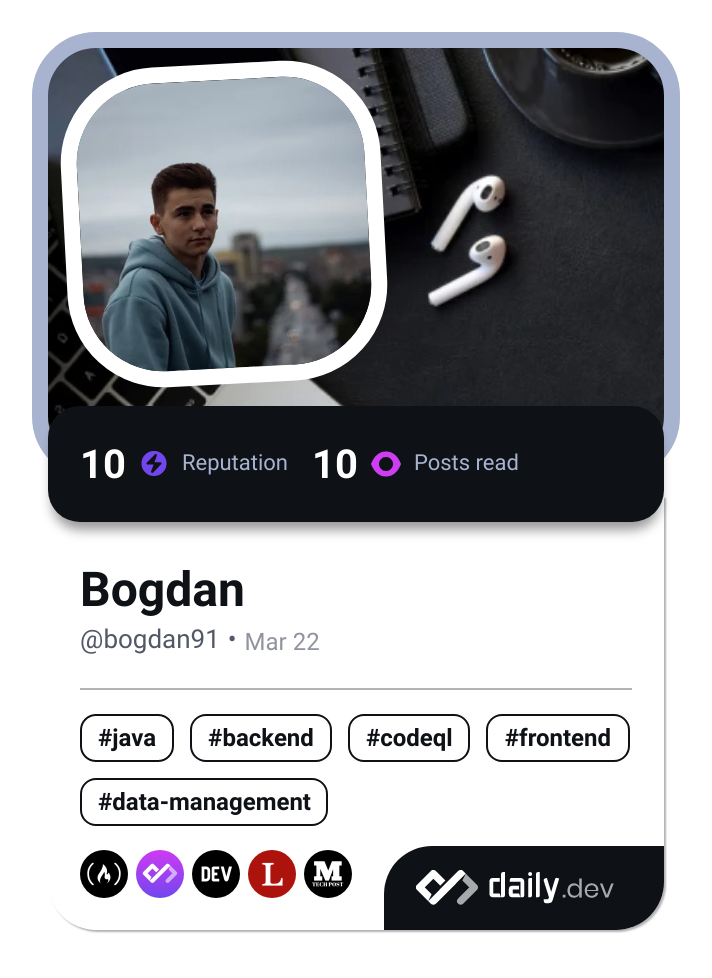 10 Reputation 10 Posts read
Bogdan
@bogdan91 • Mar 22
#java #backend #codeql #frontend
#data-management
DEV L M TECH POST
daily.dev